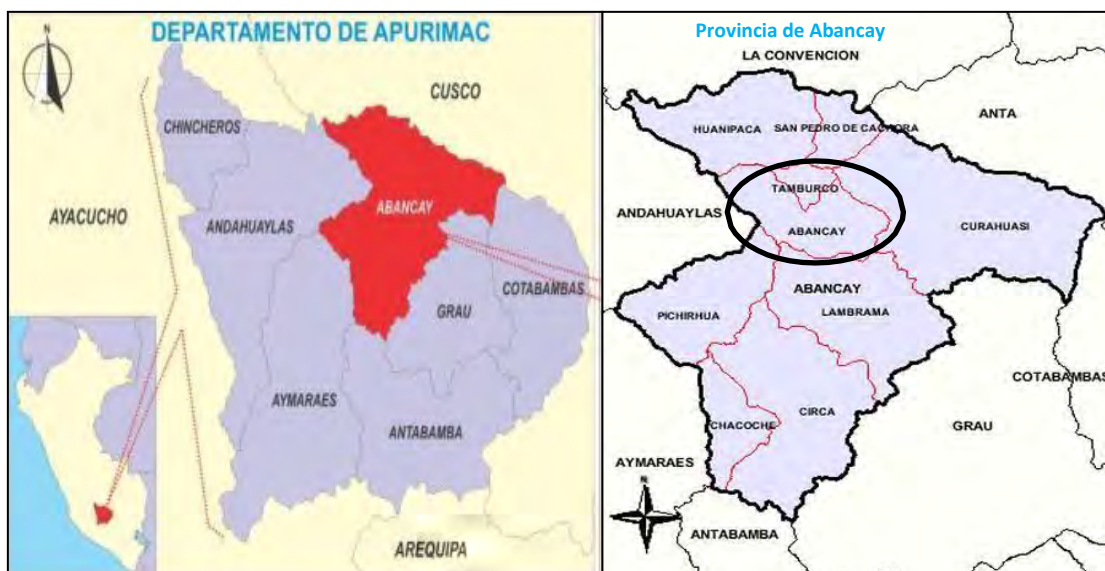 N
DEPARTAMENTO DE APURIMAC
CUSCO
CHINCHEROS
AYACUCHO
ABANCAY
ANDAHUAYLAS
COTABAMBAS
GRAU
AYMARAES
ANTABAMBA
AREQUIPA
Provincia de Abancay
LA CONVENCION
ANTA
HUANIPACA
SAN PEDRO DE CACHORA
TAMBURCO
ANDAHUAYLAS
ABANCAY
CURAHUASI
ABANCAY
PICHIRHUA
LAMBRAMA
COTABAMBAS
CIRCA
CHACOCHE
GRAU
AYMARAES
ANTABAMBA